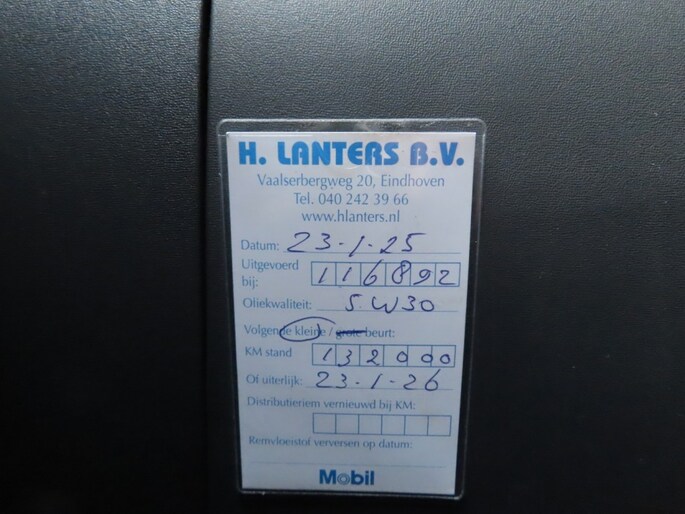 H. LANTERS B.V.
Vaalserbergweg 20, Eindhoven
Tel. 040 242 39 66
www.hlanters.nl
Datum: 23-1-25
Uitgevoerd bij: 116892
Oliekwaliteit: 5.W30
Volgende kleine / grote beurt:
KM stand 132000
Of uiterlijk: 23-1-26
Distributieriem vernieuwd bij KM:
Remvloeistof verversen op datum:
Mobil